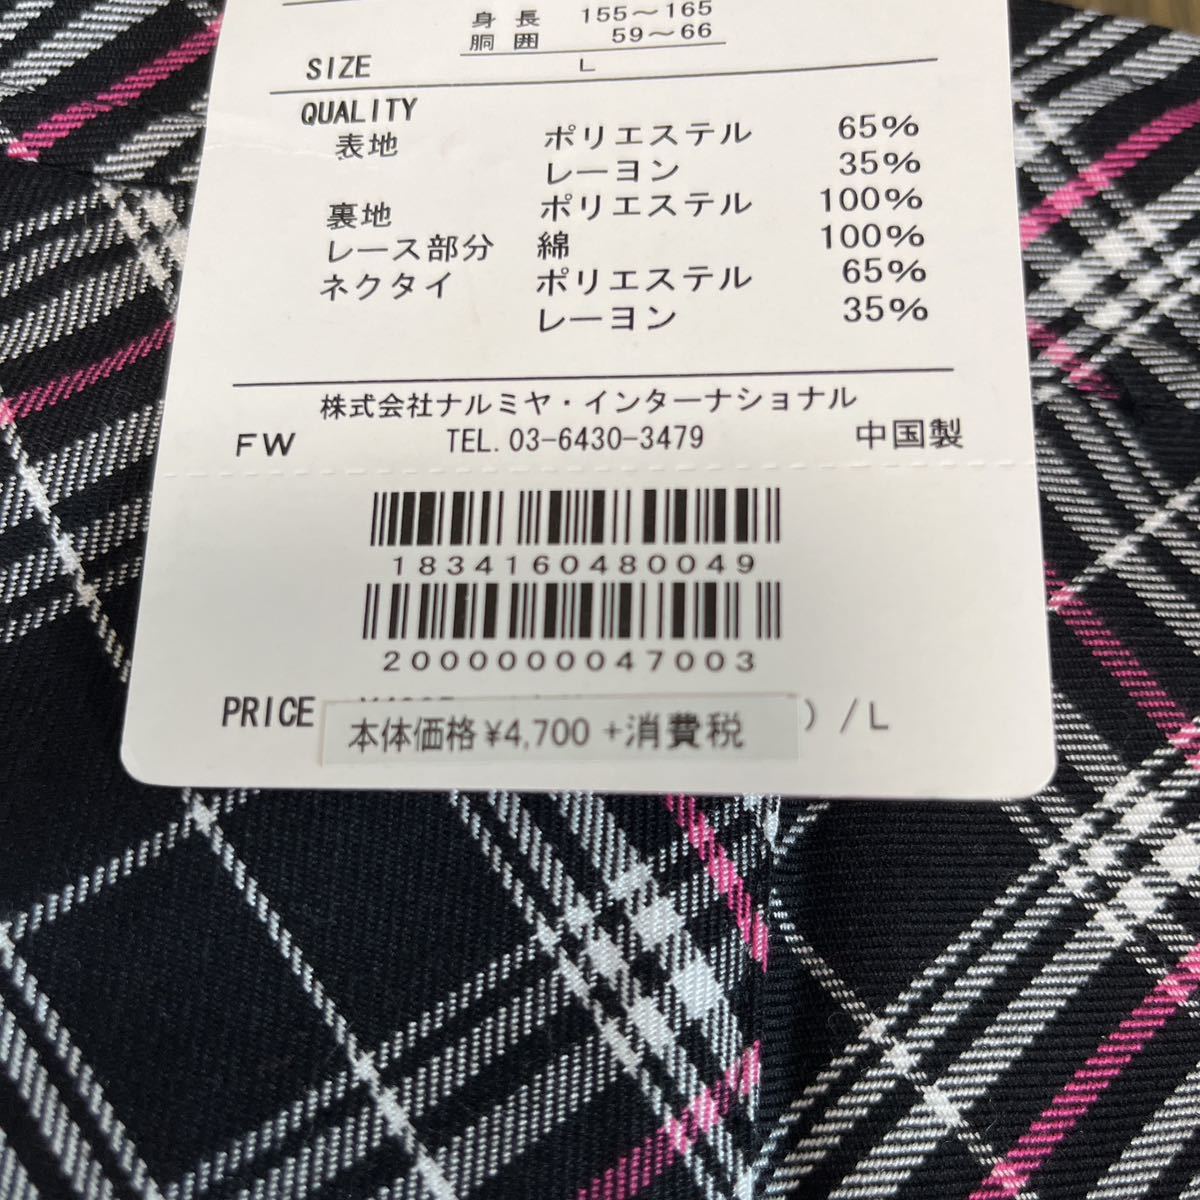 身長 155～165
胴囲 59～66
SIZE L
QUALITY
表地 ポリエステル 65%
レーヨン 35%
裏地 ポリエステル 100%
レース部分 綿 100%
ネクタイ ポリエステル 65%
レーヨン 35%
株式会社ナルミヤ・インターナショナル
FW TEL. 03-6430-3479 中国製
1834160480049
2000000047003
PRICE 本体価格¥4,700 +消費税 ) /L